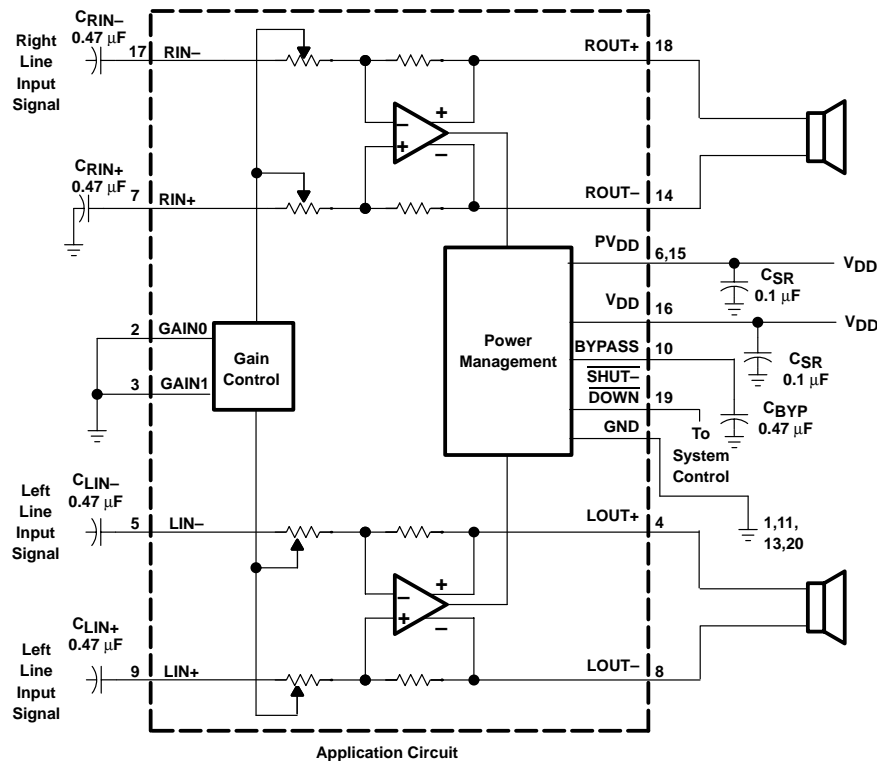 Right
Line
Input
Signal
CRIN–
0.47 μF
17
RIN–
ROUT+
18
–
+
+
–
CRIN+
0.47 μF
7
RIN+
ROUT–
14
PVDD
6,15
VDD
CSR
0.1 μF
VDD
16
VDD
CSR
0.1 μF
2
GAIN0
3
GAIN1
Gain
Control
Power
Management
BYPASS
10
CBYP
0.47 μF
SHUT–
DOWN
19
To
System
Control
GND
1,11,
13,20
Left
Line
Input
Signal
CLIN–
0.47 μF
5
LIN–
LOUT+
4
–
+
+
–
Left
Line
Input
Signal
CLIN+
0.47 μF
9
LIN+
LOUT–
8
Application Circuit